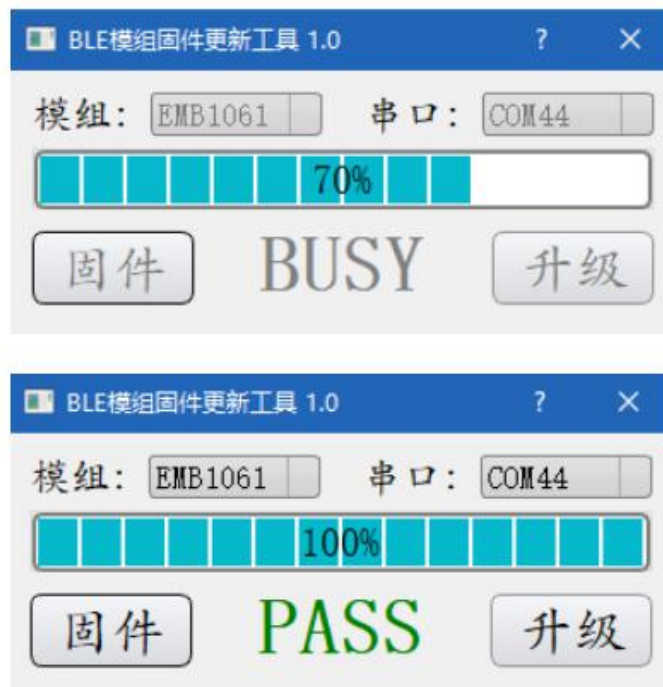 BLE模组固件更新工具 1.0 ? ×
模组: EMB1061 串口: COM44
70%
固件 BUSY 升级
BLE模组固件更新工具 1.0 ? ×
模组: EMB1061 串口: COM44
100%
固件 PASS 升级